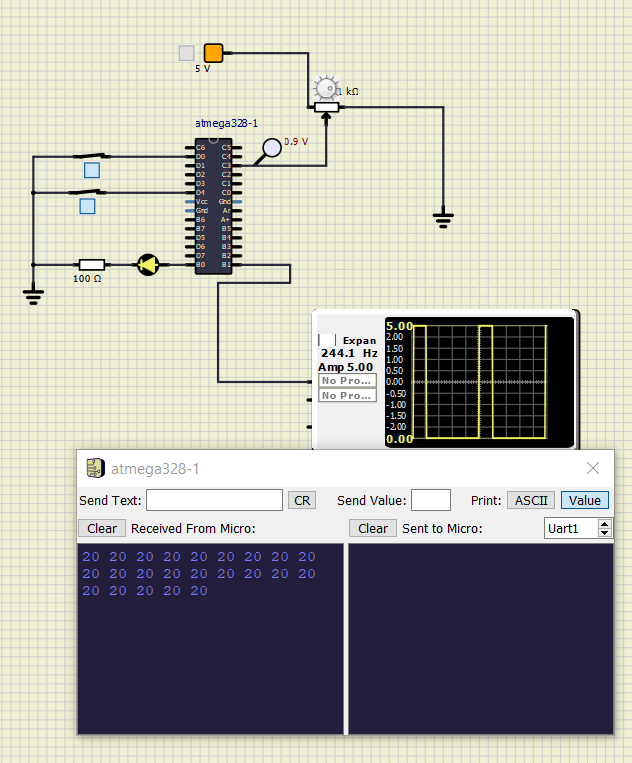 5 V
1 kΩ
atmega328-1
0.9 V
C6 C5
D0 C4
D1 C3
D2 C2
D3 C1
D4 C0
Vcc Gnd
Gnd Ar
B6 A+
B7 B5
D5 B4
D6 B3
D7 B2
B0 B1
100 Ω
Expan
244.1 Hz
Amp 5.00
No Pro...
No Pro...
5.00
2.00
1.50
1.00
0.50
0.00
-0.50
-1.00
-1.50
-2.00
0.00
atmega328-1
Send Text: CR Send Value: Print: ASCII Value
Clear Received From Micro: Clear Sent to Micro: Uart1
20 20 20 20 20 20 20 20 20
20 20 20 20 20 20 20 20 20
20 20 20 20 20